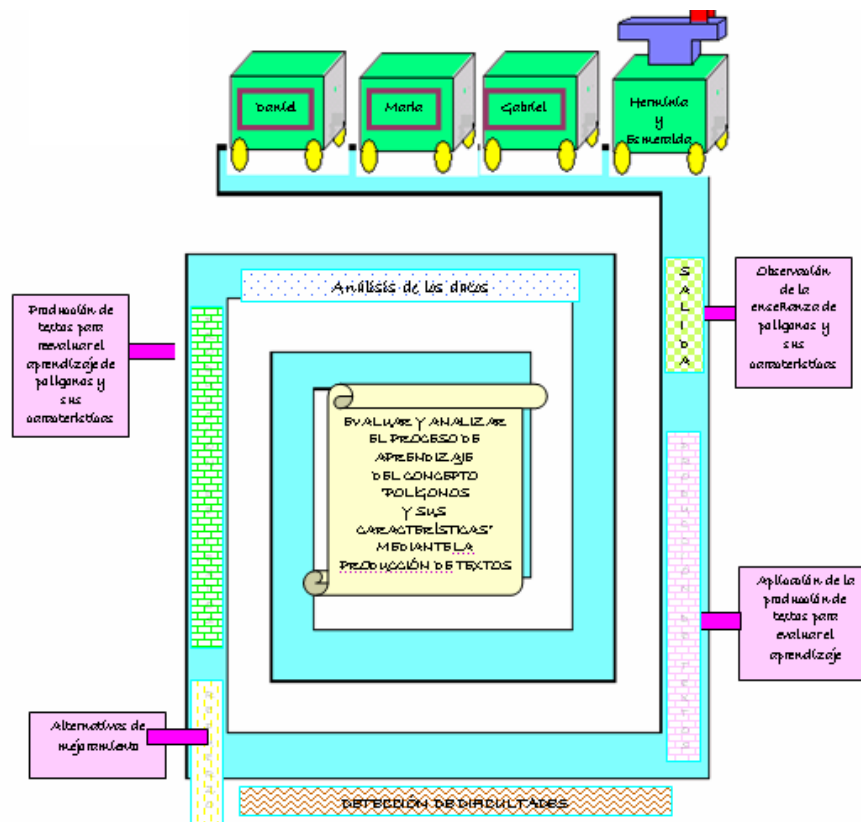 Daniel
María
Gabriel
Herminia
y
Esmeralda
Análisis de los datos
SALIDA
Observación
de la
enseñanza de
polígonos y
sus
características
Producción de
textos para
reevaluar el
aprendizaje de
polígonos y
sus
características
EVALUAR Y ANALIZAR
EL PROCESO DE
APRENDIZAJE
DEL CONCEPTO
"POLÍGONOS
Y SUS
CARACTERÍSTICAS"
MEDIANTE LA
PRODUCCIÓN DE TEXTOS
Aplicación de la
producción de
textos para
evaluar el
aprendizaje
Alternativas de
mejoramiento
DETECCIÓN DE DIFICULTADES